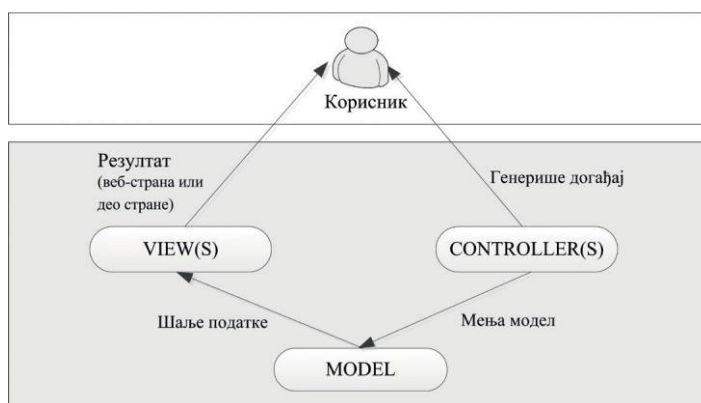 Корисник
Резултат
(веб-страна или
део стране)
Генерише догађај
VIEW(S)
CONTROLLER(S)
Шаље податке
Мења модел
MODEL